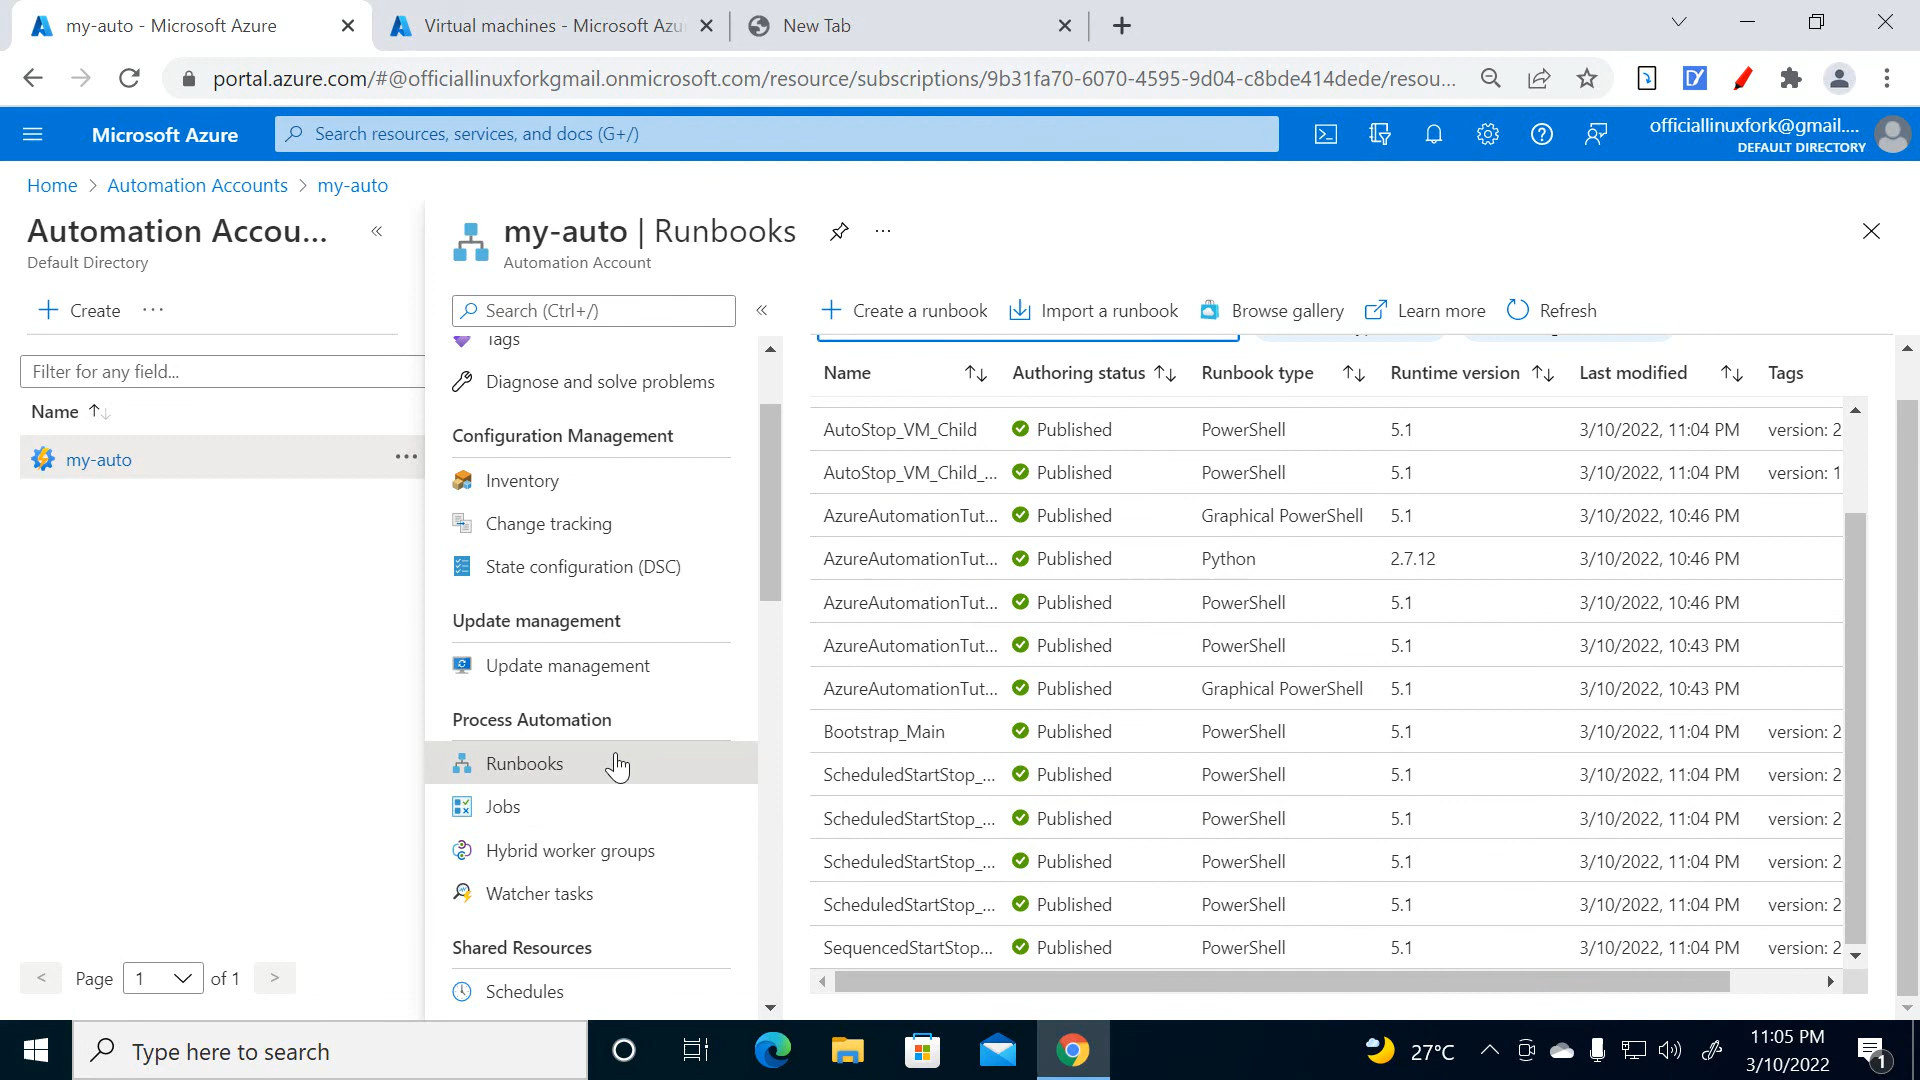 my-auto - Microsoft Azure
Virtual machines - Microsoft Azu
New Tab
portal.azure.com/#@officiallinuxforkgmail.onmicrosoft.com/resource/subscriptions/9b31fa70-6070-4595-9d04-c8bde414dede/resou...
Microsoft Azure
Search resources, services, and docs (G+/)
officiallinuxfork@gmail....
DEFAULT DIRECTORY
Home > Automation Accounts > my-auto
Automation Accou...
Default Directory
+ Create ...
Filter for any field...
Name
my-auto ...
< Page 1 of 1 >
my-auto | Runbooks
Automation Account
Search (Ctrl+/)
Tags
Diagnose and solve problems
Configuration Management
Inventory
Change tracking
State configuration (DSC)
Update management
Update management
Process Automation
Runbooks
Jobs
Hybrid worker groups
Watcher tasks
Shared Resources
Schedules
+ Create a runbook Import a runbook Browse gallery Learn more Refresh
Name Authoring status Runbook type Runtime version Last modified Tags
AutoStop_VM_Child Published PowerShell 5.1 3/10/2022, 11:04 PM version: 2
AutoStop_VM_Child_... Published PowerShell 5.1 3/10/2022, 11:04 PM version: 1
AzureAutomationTut... Published Graphical PowerShell 5.1 3/10/2022, 10:46 PM
AzureAutomationTut... Published Python 2.7.12 3/10/2022, 10:46 PM
AzureAutomationTut... Published PowerShell 5.1 3/10/2022, 10:46 PM
AzureAutomationTut... Published PowerShell 5.1 3/10/2022, 10:43 PM
AzureAutomationTut... Published Graphical PowerShell 5.1 3/10/2022, 10:43 PM
Bootstrap_Main Published PowerShell 5.1 3/10/2022, 11:04 PM version: 2
ScheduledStartStop_... Published PowerShell 5.1 3/10/2022, 11:04 PM version: 2
ScheduledStartStop_... Published PowerShell 5.1 3/10/2022, 11:04 PM version: 2
ScheduledStartStop_... Published PowerShell 5.1 3/10/2022, 11:04 PM version: 2
ScheduledStartStop_... Published PowerShell 5.1 3/10/2022, 11:04 PM version: 2
SequencedStartStop... Published PowerShell 5.1 3/10/2022, 11:04 PM version: 2
Type here to search
27°C
11:05 PM
3/10/2022
1